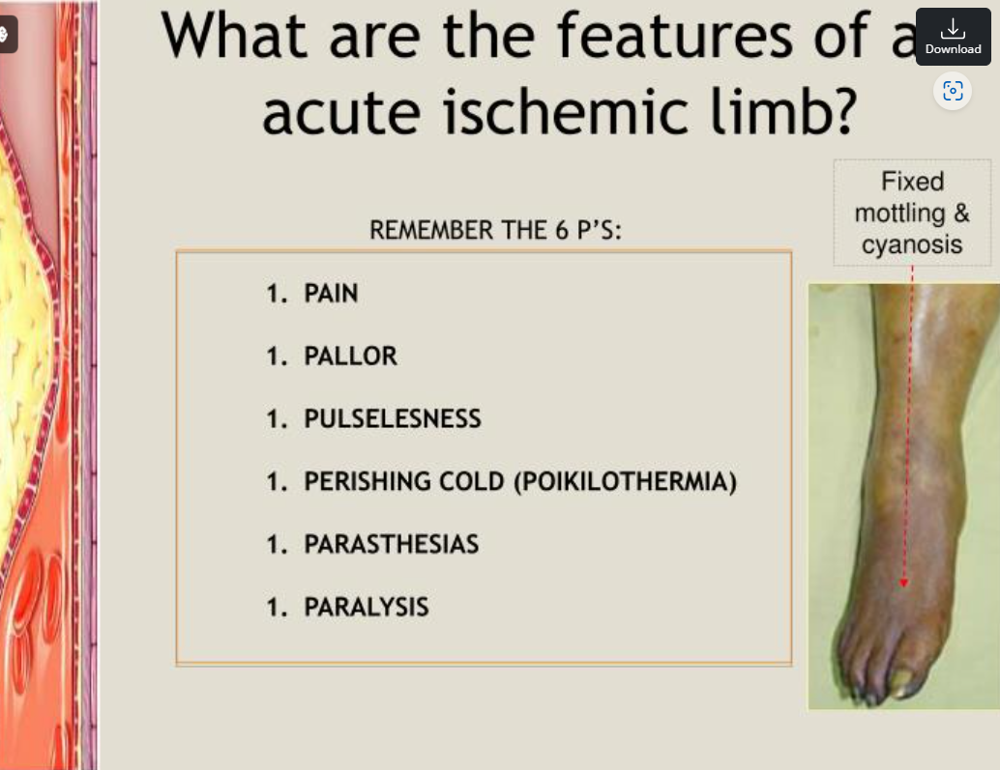 What are the features of a
acute ischemic limb?
Download
Fixed
mottling &
cyanosis
REMEMBER THE 6 P'S:
1. PAIN
1. PALLOR
1. PULSELESNESS
1. PERISHING COLD (POIKILOTHERMIA)
1. PARASTHESIAS
1. PARALYSIS